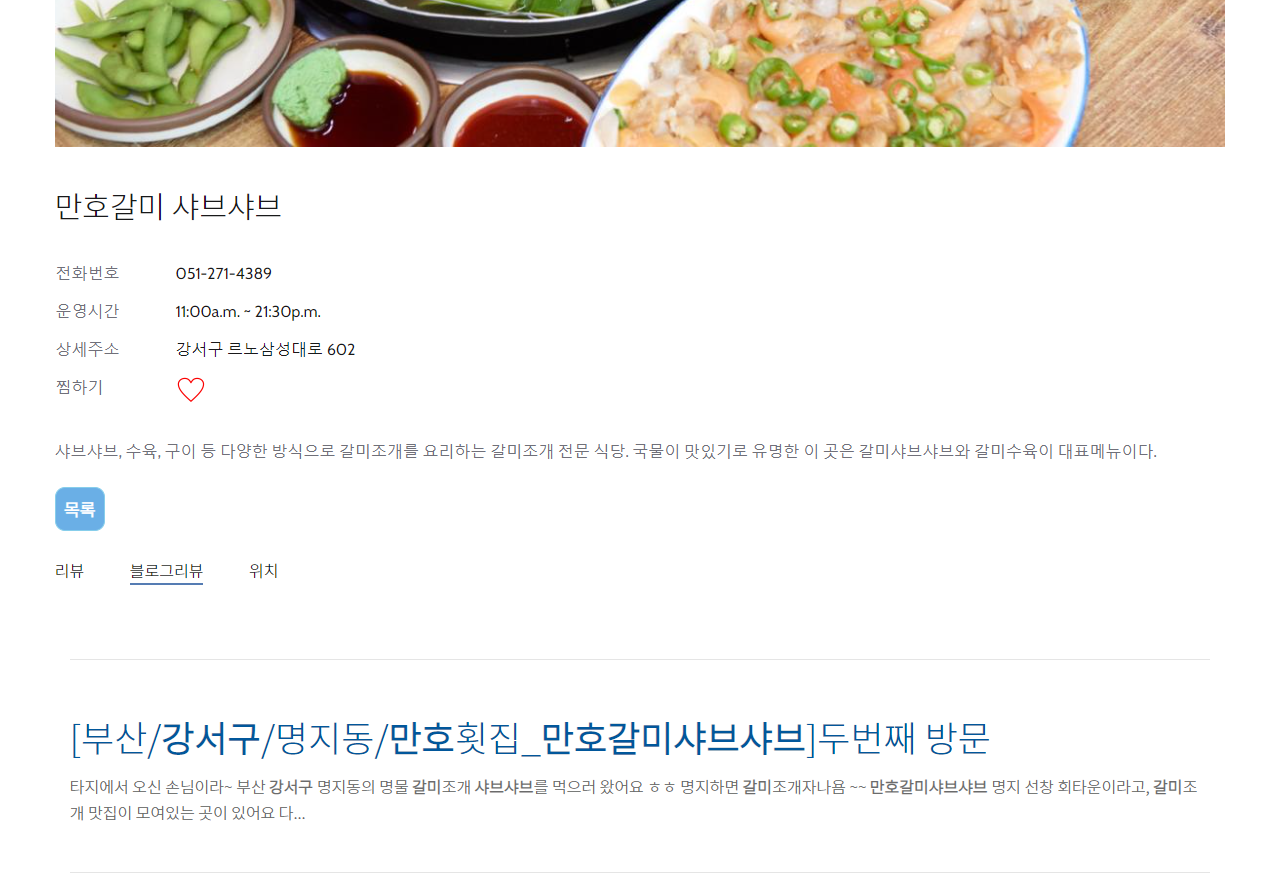 만호갈미 샤브샤브
전화번호 051-271-4389
운영시간 11:00a.m. ~ 21:30p.m.
상세주소 강서구 르노삼성대로 602
찜하기
샤브샤브, 수육, 구이 등 다양한 방식으로 갈미조개를 요리하는 갈미조개 전문 식당. 국물이 맛있기로 유명한 이 곳은 갈미샤브샤브와 갈미수육이 대표메뉴이다.
목록
리뷰 블로그리뷰 위치
[부산/강서구/명지동/만호횟집_만호갈미샤브샤브]두번째 방문
타지에서 오신 손님이라~ 부산 강서구 명지동의 명물 갈미조개 샤브샤브를 먹으러 왔어요 ㅎㅎ 명지하면 갈미조개자나욤 ~~ 만호갈미샤브샤브 명지 선창 회타운이라고, 갈미조
개 맛집이 모여있는 곳이 있어요 다...